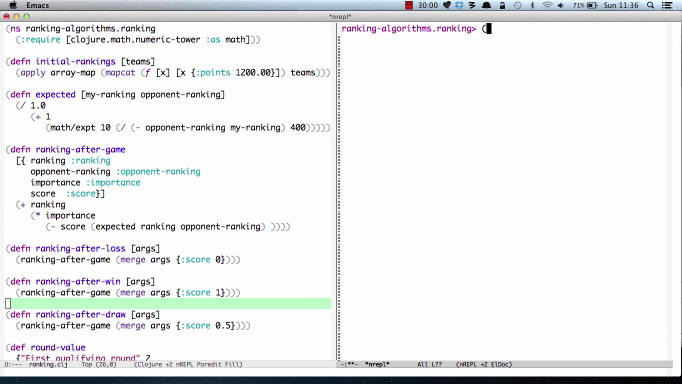 Emacs 30:00 71% Sun 11:36
*nrepl*
(ns ranking-algorithms.ranking
(:require [clojure.math.numeric-tower :as math]))
(defn initial-rankings [teams]
(apply array-map (mapcat (f [x] [x {:points 1200.00}]) teams)))
(defn expected [my-ranking opponent-ranking]
(/ 1.0
(+ 1
(math/expt 10 (/ (- opponent-ranking my-ranking) 400)))))
(defn ranking-after-game
[{ ranking :ranking
opponent-ranking :opponent-ranking
importance :importance
score :score}]
(+ ranking
(* importance
(- score (expected ranking opponent-ranking) ))))
(defn ranking-after-loss [args]
(ranking-after-game (merge args {:score 0})))
(defn ranking-after-win [args]
(ranking-after-game (merge args {:score 1})))
(defn ranking-after-draw [args]
(ranking-after-game (merge args {:score 0.5})))
(def round-value
{"First qualifying round" 2
U:--- ranking.clj Top (26,0) (Clojure +2 nREPL Paredit Fill)
ranking-algorithms.ranking> (
-:**- *nrepl* All L?? (nREPL +2 ElDoc)